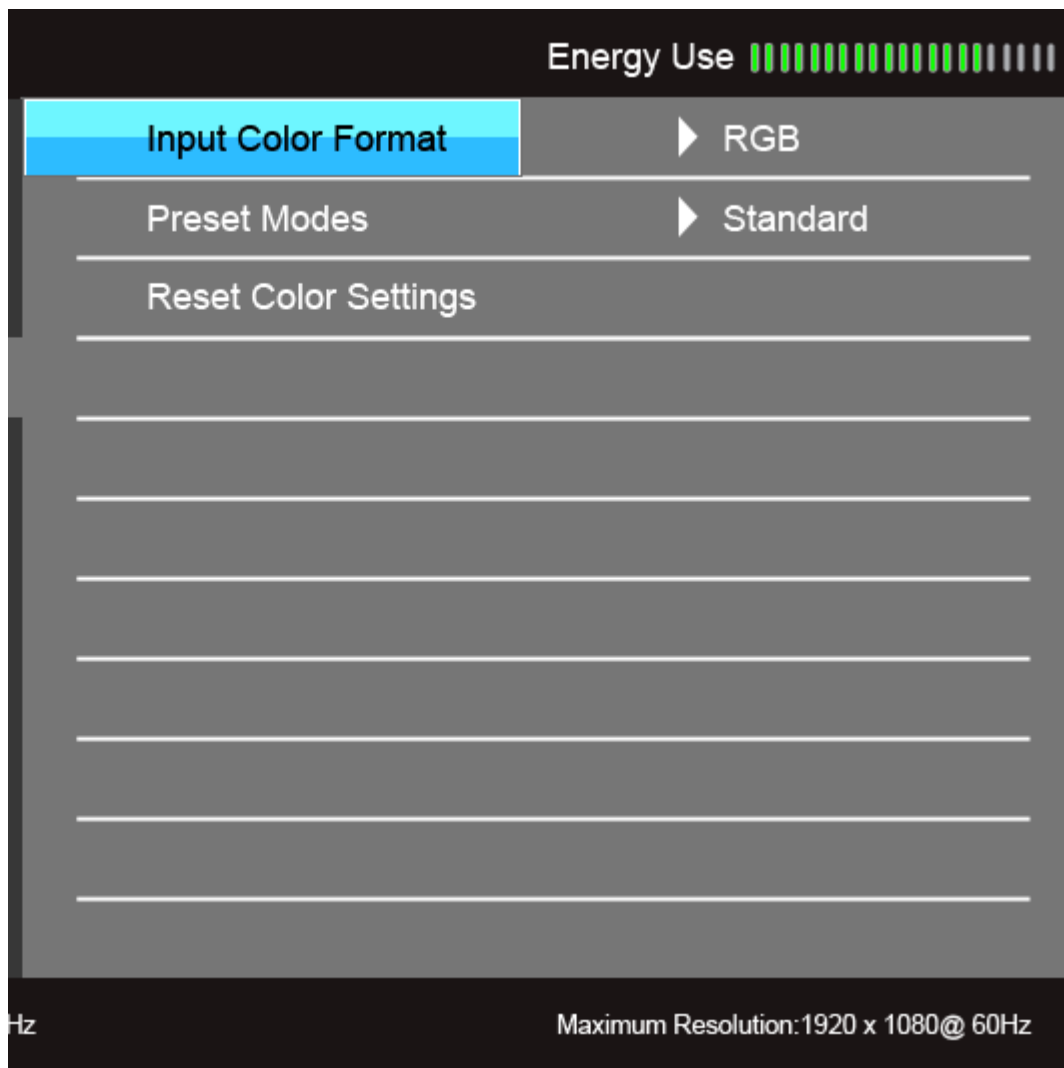 Energy Use
Input Color Format RGB
Preset Modes Standard
Reset Color Settings
Hz Maximum Resolution:1920 x 1080@ 60Hz